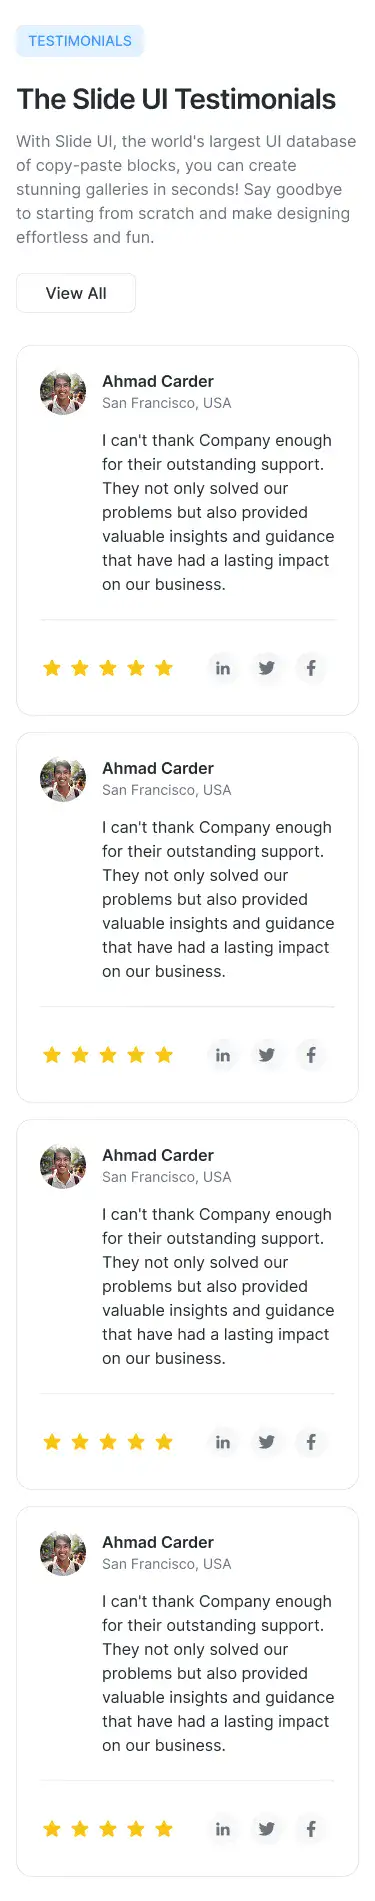 TESTIMONIALS
The Slide UI Testimonials
With Slide UI, the world's largest UI database
of copy-paste blocks, you can create
stunning galleries in seconds! Say goodbye
to starting from scratch and make designing
effortless and fun.
View All
Ahmad Carder
San Francisco, USA
I can't thank Company enough
for their outstanding support.
They not only solved our
problems but also provided
valuable insights and guidance
that have had a lasting impact
on our business.
in
f
Ahmad Carder
San Francisco, USA
I can't thank Company enough
for their outstanding support.
They not only solved our
problems but also provided
valuable insights and guidance
that have had a lasting impact
on our business.
in
f
Ahmad Carder
San Francisco, USA
I can't thank Company enough
for their outstanding support.
They not only solved our
problems but also provided
valuable insights and guidance
that have had a lasting impact
on our business.
in
f
Ahmad Carder
San Francisco, USA
I can't thank Company enough
for their outstanding support.
They not only solved our
problems but also provided
valuable insights and guidance
that have had a lasting impact
on our business.
in
f